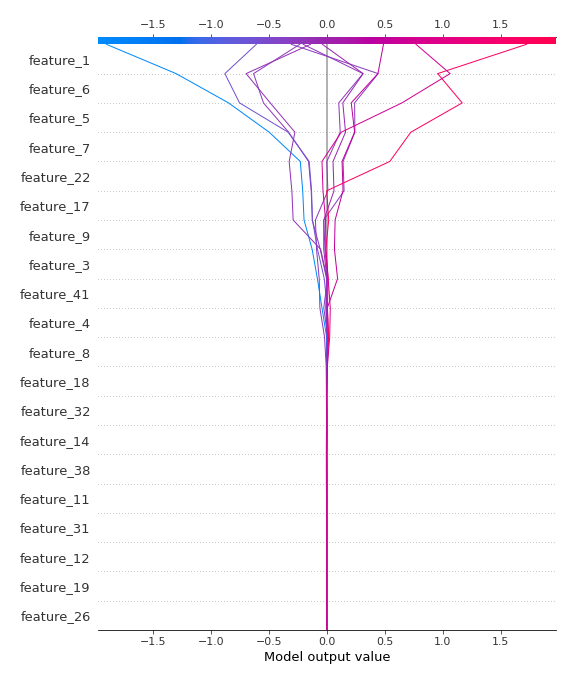 −1.5 −1.0 −0.5 0.0 0.5 1.0 1.5
feature_1
feature_6
feature_5
feature_7
feature_22
feature_17
feature_9
feature_3
feature_41
feature_4
feature_8
feature_18
feature_32
feature_14
feature_38
feature_11
feature_31
feature_12
feature_19
feature_26
−1.5 −1.0 −0.5 0.0 0.5 1.0 1.5
Model output value